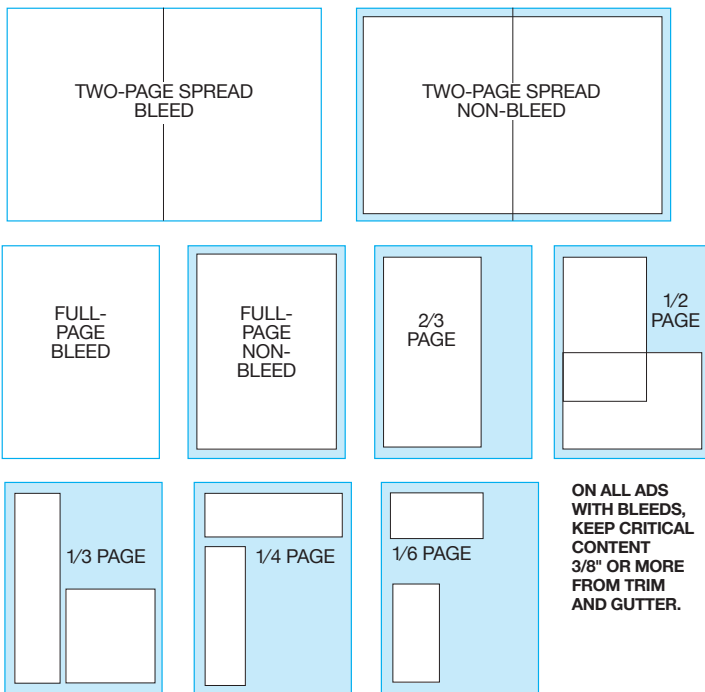 TWO-PAGE SPREAD
BLEED
TWO-PAGE SPREAD
NON-BLEED
FULL-
PAGE
BLEED
FULL-
PAGE
NON-
BLEED
2/3
PAGE
1/2
PAGE
1/3 PAGE
1/4 PAGE
1/6 PAGE
ON ALL ADS
WITH BLEEDS,
KEEP CRITICAL
CONTENT
3/8" OR MORE
FROM TRIM
AND GUTTER.